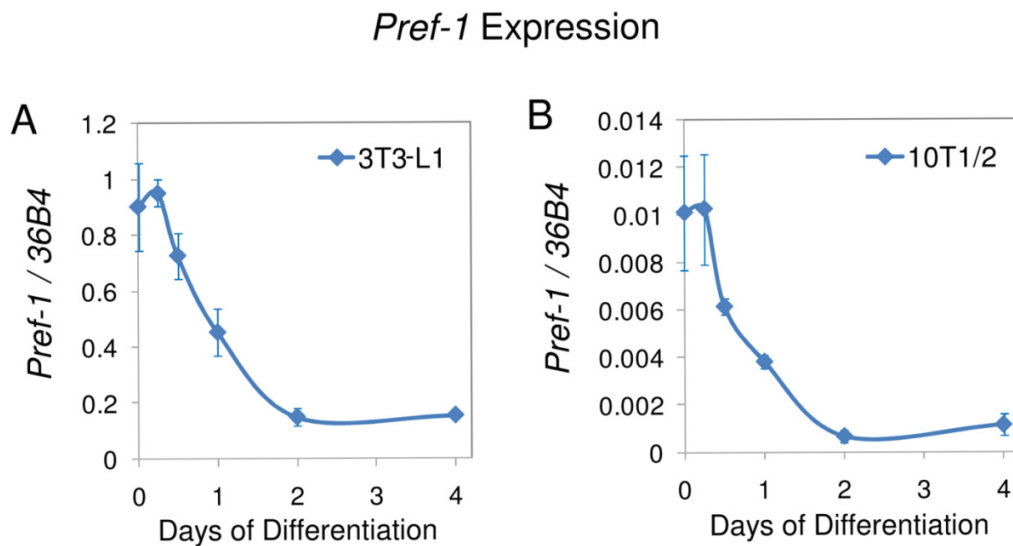 Pref-1 Expression
A
3T3-L1
Pref-1 / 36B4
1.2
1
0.8
0.6
0.4
0.2
0
0 1 2 3 4
Days of Differentiation
B
10T1/2
Pref-1 / 36B4
0.014
0.012
0.01
0.008
0.006
0.004
0.002
0
0 1 2 3 4
Days of Differentiation